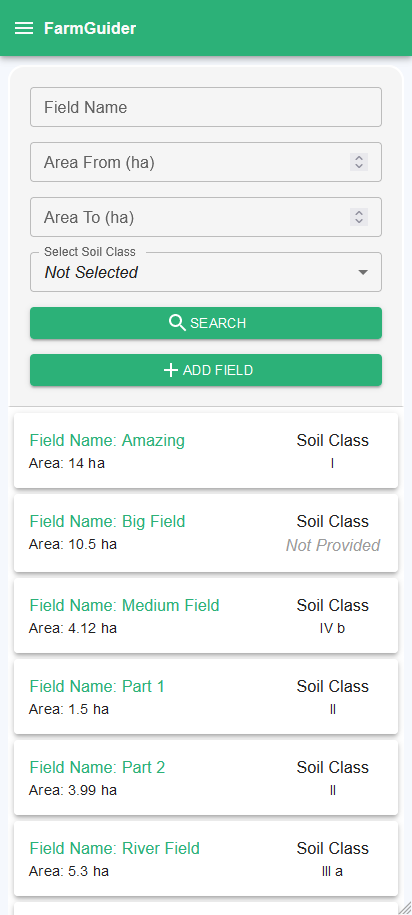 FarmGuider
Field Name
Area From (ha)
Area To (ha)
Select Soil Class
Not Selected
SEARCH
ADD FIELD
Field Name: Amazing
Soil Class
Area: 14 ha
I
Field Name: Big Field
Soil Class
Area: 10.5 ha
Not Provided
Field Name: Medium Field
Soil Class
Area: 4.12 ha
IV b
Field Name: Part 1
Soil Class
Area: 1.5 ha
II
Field Name: Part 2
Soil Class
Area: 3.99 ha
II
Field Name: River Field
Soil Class
Area: 5.3 ha
III a